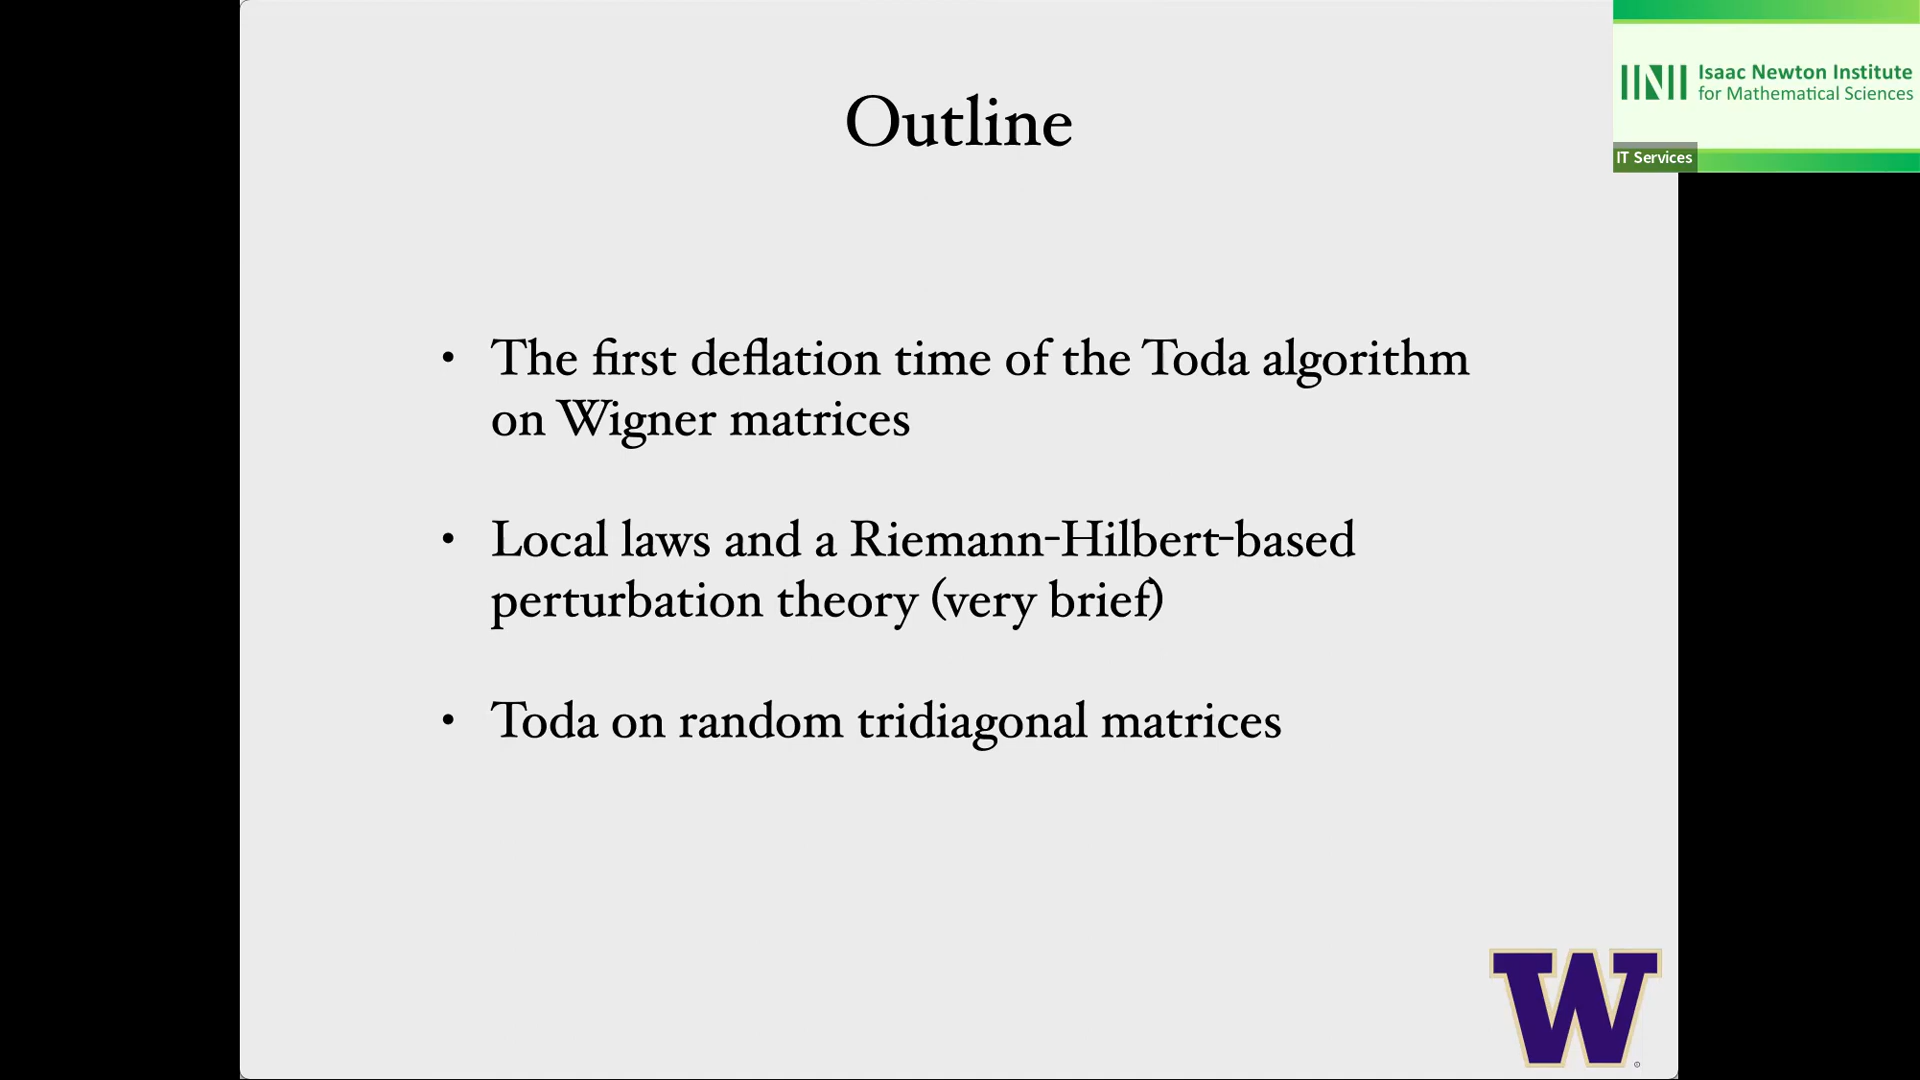 Outline
Isaac Newton Institute
for Mathematical Sciences
IT Services
• The first deflation time of the Toda algorithm
on Wigner matrices
• Local laws and a Riemann-Hilbert-based
perturbation theory (very brief)
• Toda on random tridiagonal matrices
W